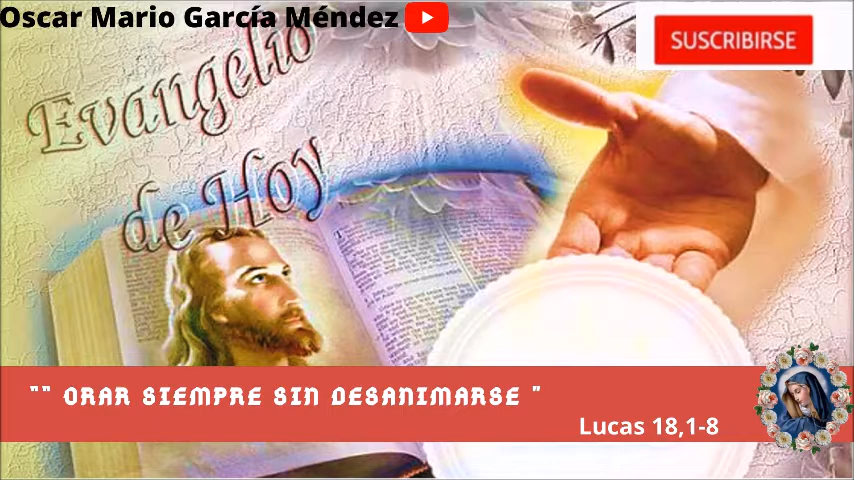 Oscar Mario García Méndez
SUSCRIBIRSE
Evangelio
de Hoy
"" ORAR SIEMPRE SIN DESANIMARSE "
Lucas 18,1-8